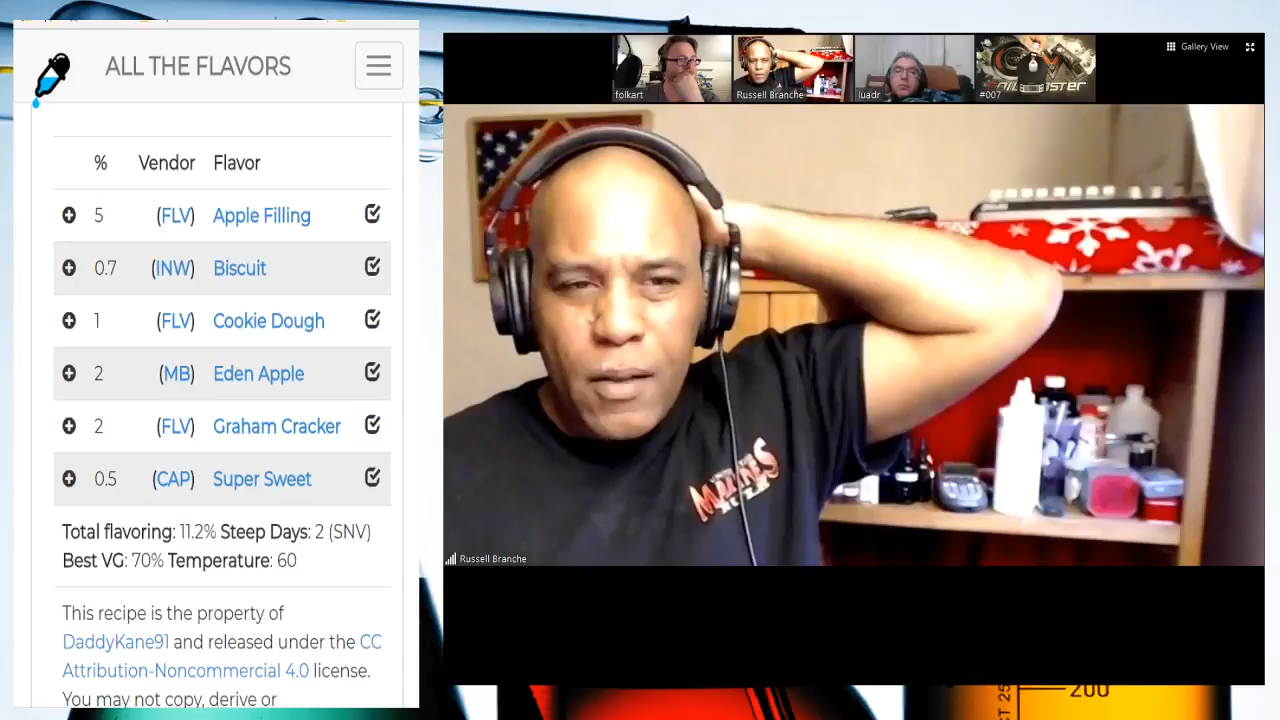 ALL THE FLAVORS
% Vendor Flavor
5 (FLV) Apple Filling
0.7 (INW) Biscuit
1 (FLV) Cookie Dough
2 (MB) Eden Apple
2 (FLV) Graham Cracker
0.5 (CAP) Super Sweet
Total flavoring: 11.2% Steep Days: 2 (SNV)
Best VG: 70% Temperature: 60
This recipe is the property of
DaddyKane91 and released under the CC
Attribution-Noncommercial 4.0 license.
You may not copy, derive or
folkart
Russell Branche
luadr
#007
Gallery View
MARINES
Russell Branche
200